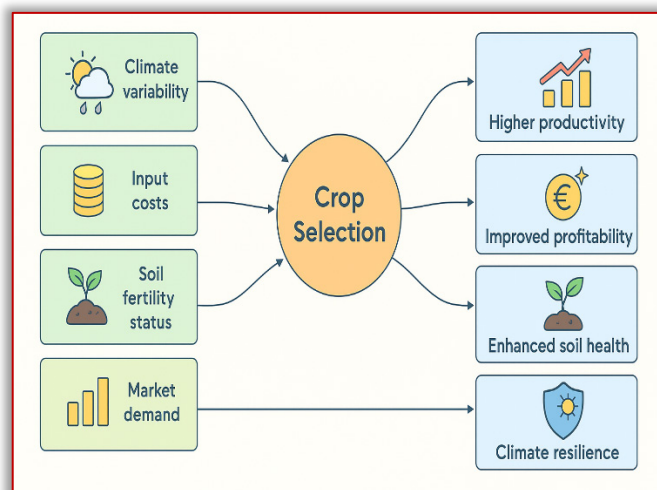 Climate
variability
Input
costs
Soil
fertility
status
Market
demand
Crop
Selection
Higher productivity
€
Improved profitability
Enhanced soil health
Climate resilience